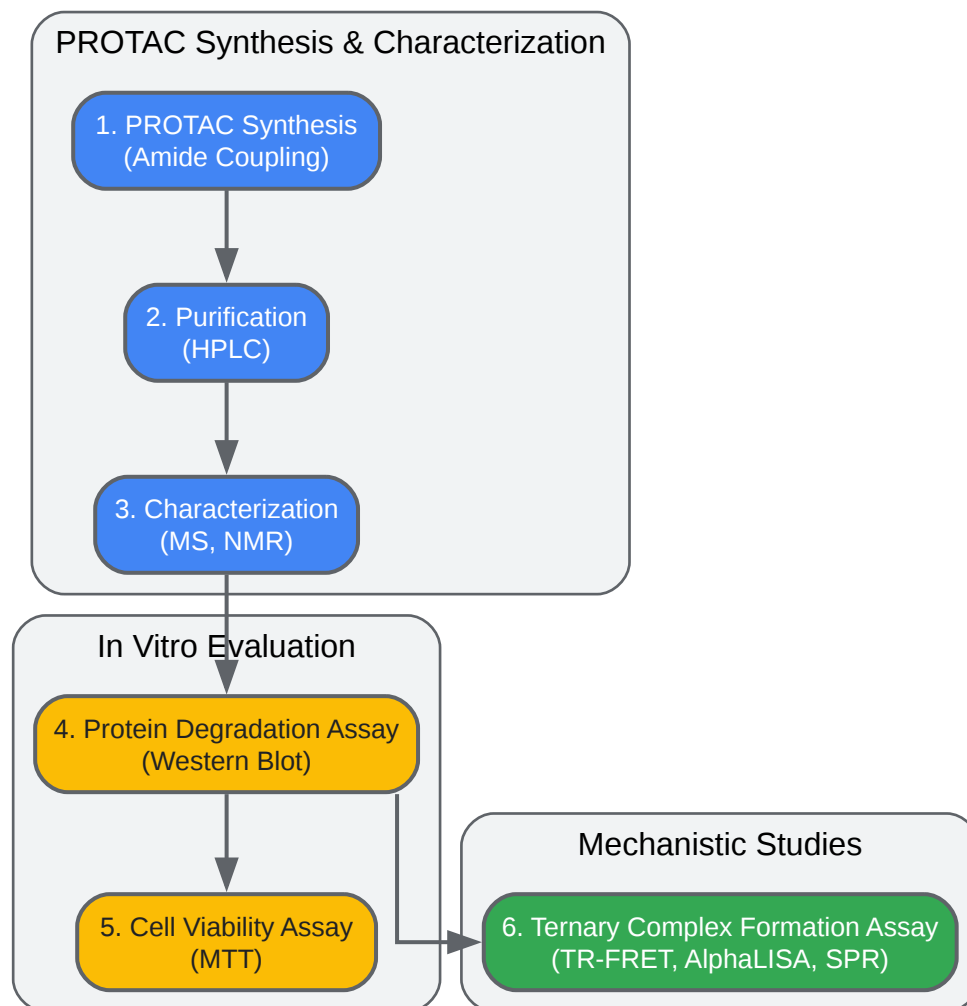 PROTAC Synthesis & Characterization
1. PROTAC Synthesis
(Amide Coupling)
2. Purification
(HPLC)
3. Characterization
(MS, NMR)
In Vitro Evaluation
4. Protein Degradation Assay
(Western Blot)
5. Cell Viability Assay
(MTT)
Mechanistic Studies
6. Ternary Complex Formation Assay
(TR-FRET, AlphaLISA, SPR)